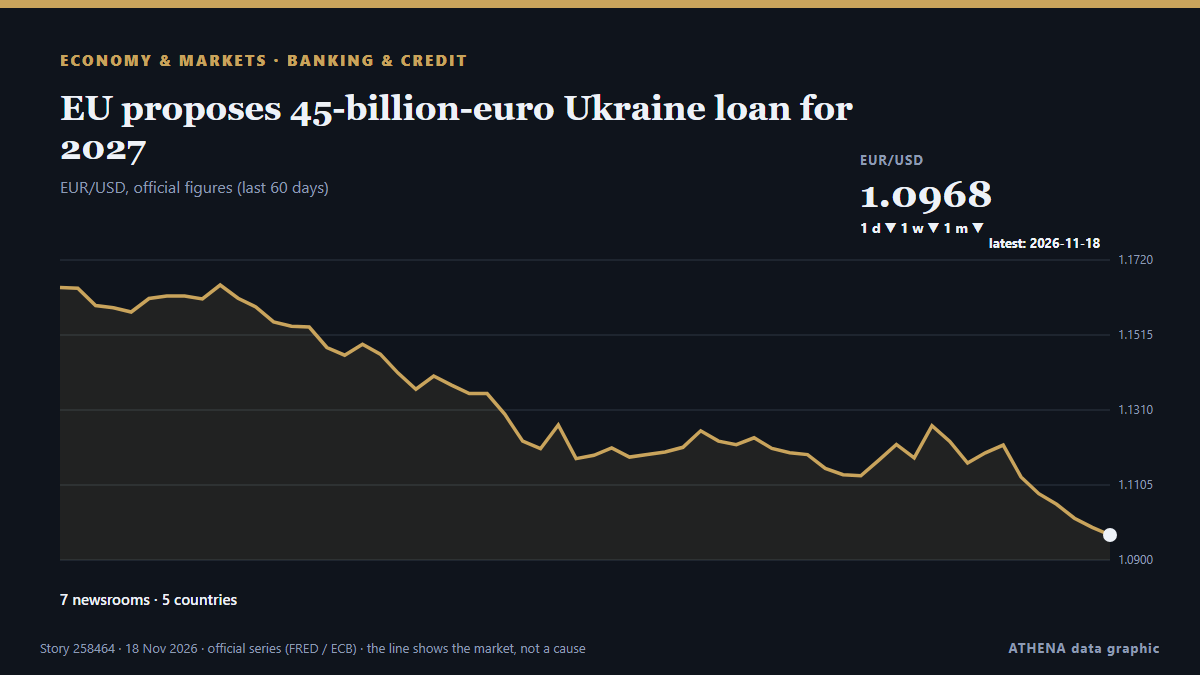 ECONOMY & MARKETS · BANKING & CREDIT
EU proposes 45-billion-euro Ukraine loan for
2027
EUR/USD, official figures (last 60 days)
EUR/USD
1.0968
1 d ▼ 1 w ▼ 1 m ▼
latest: 2026-11-18
1.1720
1.1515
1.1310
1.1105
1.0900
7 newsrooms · 5 countries
Story 258464 · 18 Nov 2026 · official series (FRED / ECB) · the line shows the market, not a cause
ATHENA data graphic